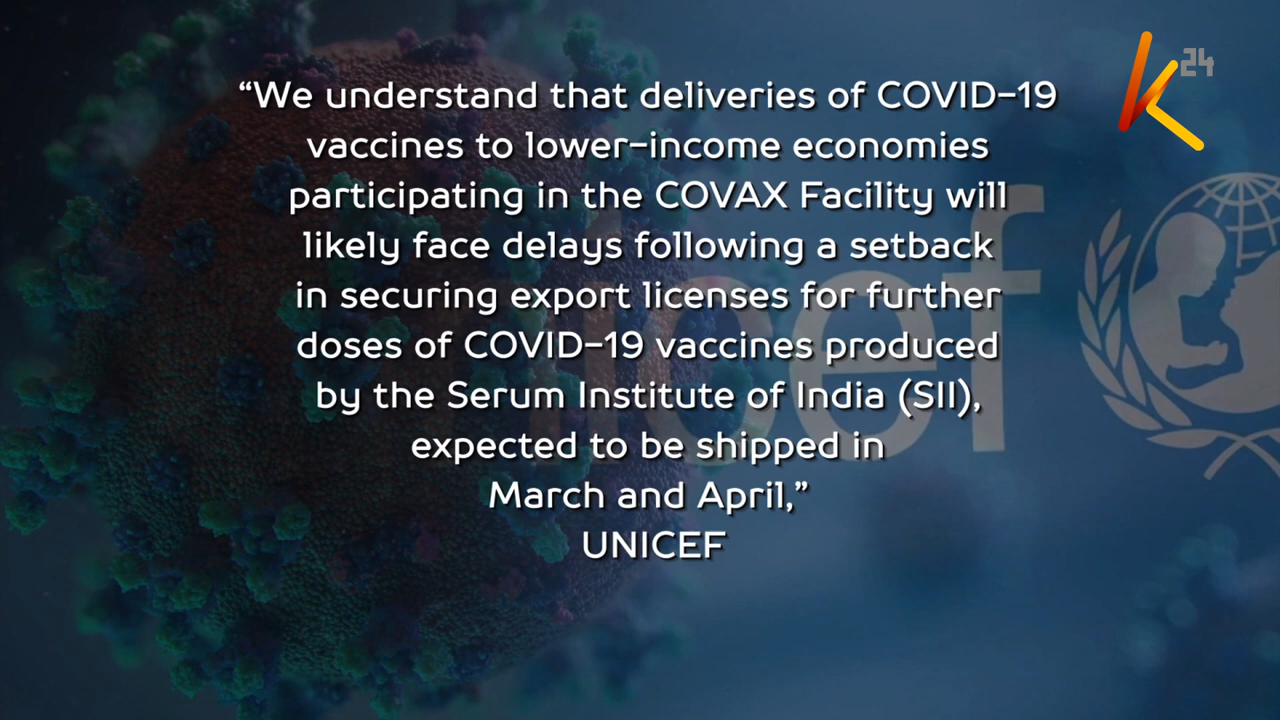 “We understand that deliveries of COVID-19
vaccines to lower-income economies
participating in the COVAX Facility will
likely face delays following a setback
in securing export licenses for further
doses of COVID-19 vaccines produced
by the Serum Institute of India (SII),
expected to be shipped in
March and April,”
UNICEF
K24
unicef